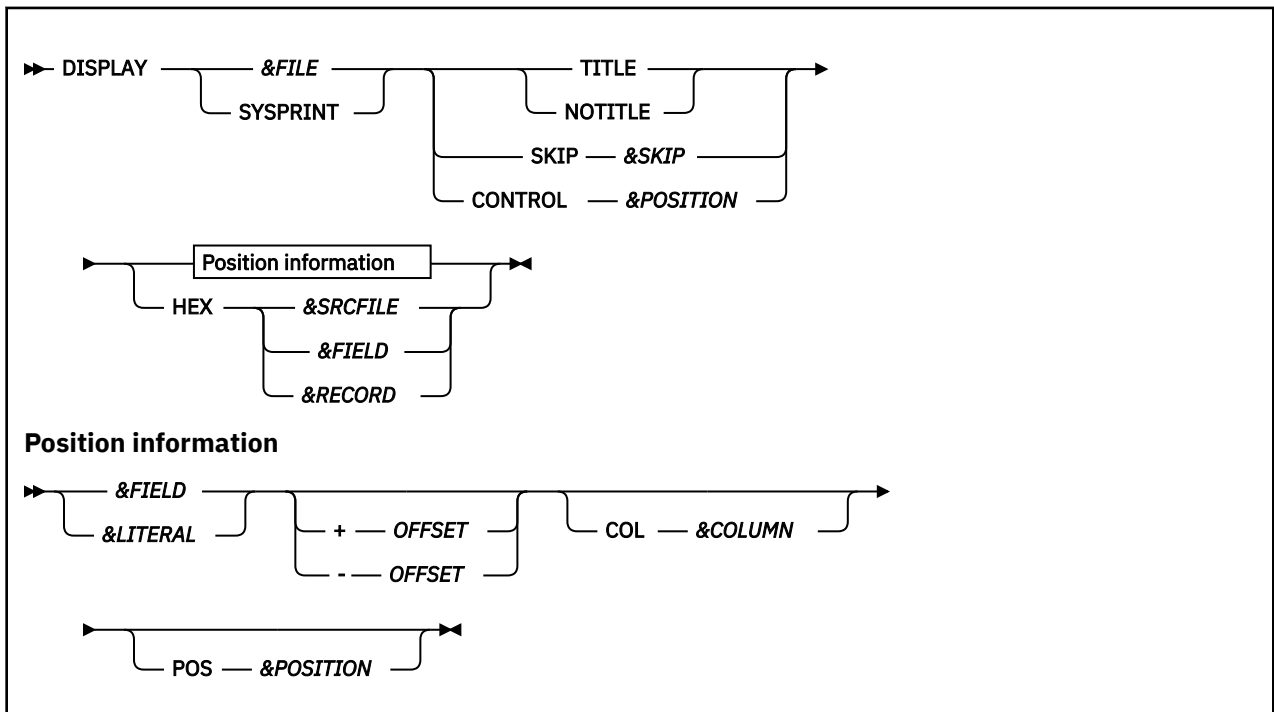 DISPLAY &FILE TITLE
SYSPRINT NOTITLE
SKIP &SKIP
CONTROL &POSITION
Position information
HEX &SRCFILE
&FIELD
&RECORD
Position information
&FIELD
&LITERAL + OFFSET COL &COLUMN
- OFFSET
POS &POSITION